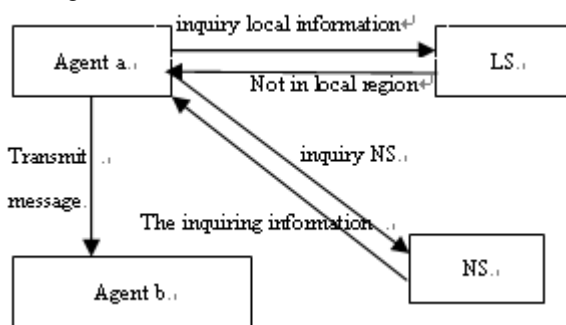 inquiry local information↵
Agent a.
LS.
Not in local region↵
Transmit
message.
inquiry NS.
The inquiring information
NS.
Agent b.